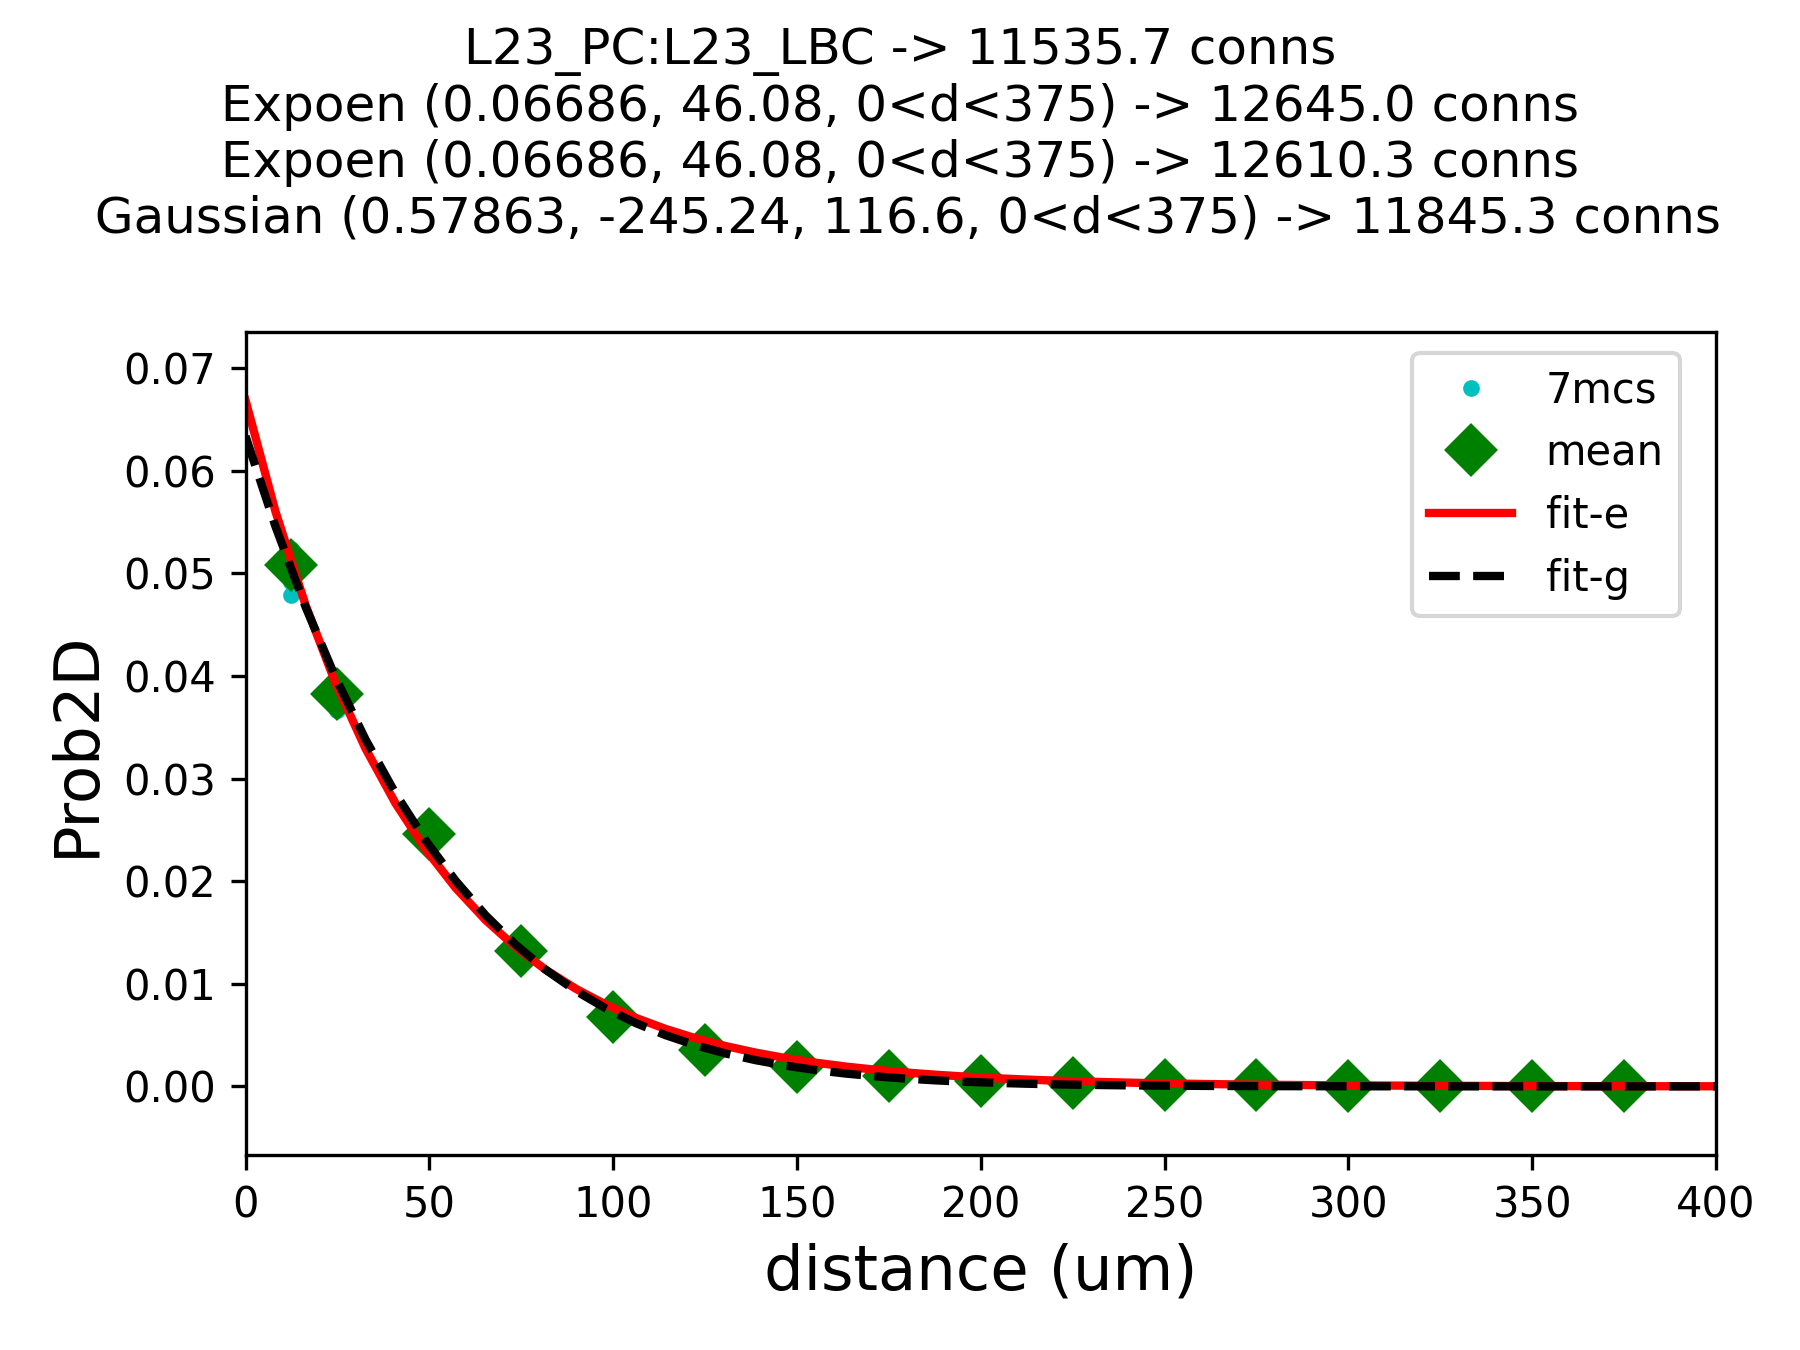 L23_PC:L23_LBC -> 11535.7 conns
Expoen (0.06686, 46.08, 0<d<375) -> 12645.0 conns
Expoen (0.06686, 46.08, 0<d<375) -> 12610.3 conns
Gaussian (0.57863, -245.24, 116.6, 0<d<375) -> 11845.3 conns
7mcs
mean
fit-e
fit-g
Prob2D
0.07
0.06
0.05
0.04
0.03
0.02
0.01
0.00
0 50 100 150 200 250 300 350 400
distance (um)